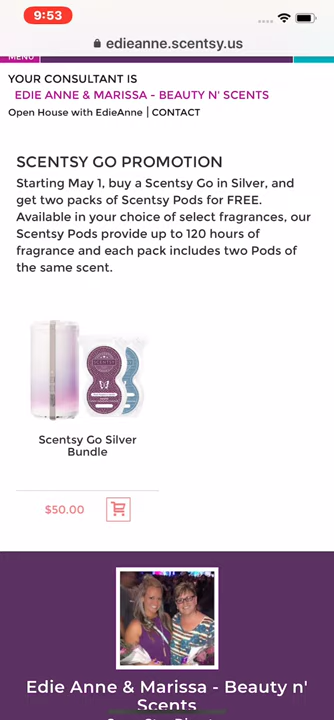 9:53
edieanne.scentsy.us
MENU
YOUR CONSULTANT IS
EDIE ANNE & MARISSA - BEAUTY N' SCENTS
Open House with EdieAnne | CONTACT
SCENTSY GO PROMOTION
Starting May 1, buy a Scentsy Go in Silver, and
get two packs of Scentsy Pods for FREE.
Available in your choice of select fragrances, our
Scentsy Pods provide up to 120 hours of
fragrance and each pack includes two Pods of
the same scent.
Scentsy Go Silver
Bundle
$50.00
Edie Anne & Marissa - Beauty n'
Scents